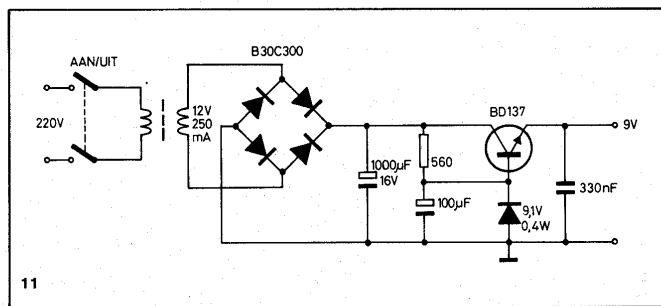 B30C300
AAN/UIT
220V
12V
250
mA
1000µF
16V
560
100µF
BD137
9,1V
0,4W
330nF
9V
11